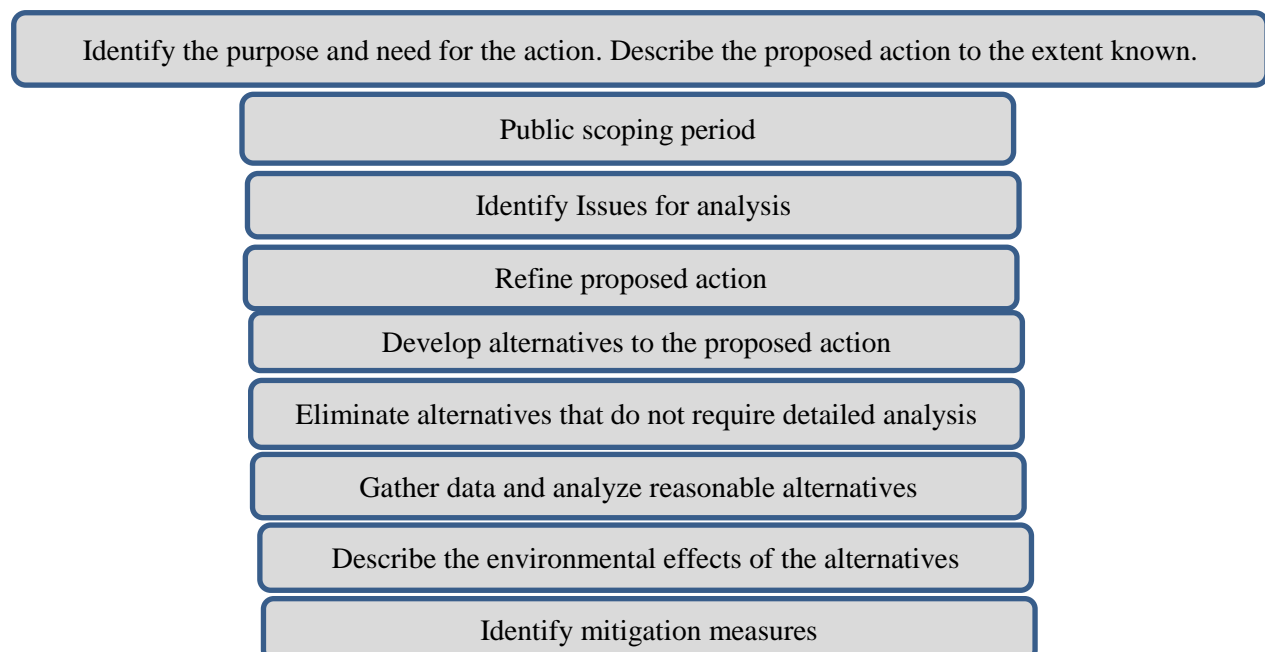 Identify the purpose and need for the action. Describe the proposed action to the extent known.
Public scoping period
Identify Issues for analysis
Refine proposed action
Develop alternatives to the proposed action
Eliminate alternatives that do not require detailed analysis
Gather data and analyze reasonable alternatives
Describe the environmental effects of the alternatives
Identify mitigation measures